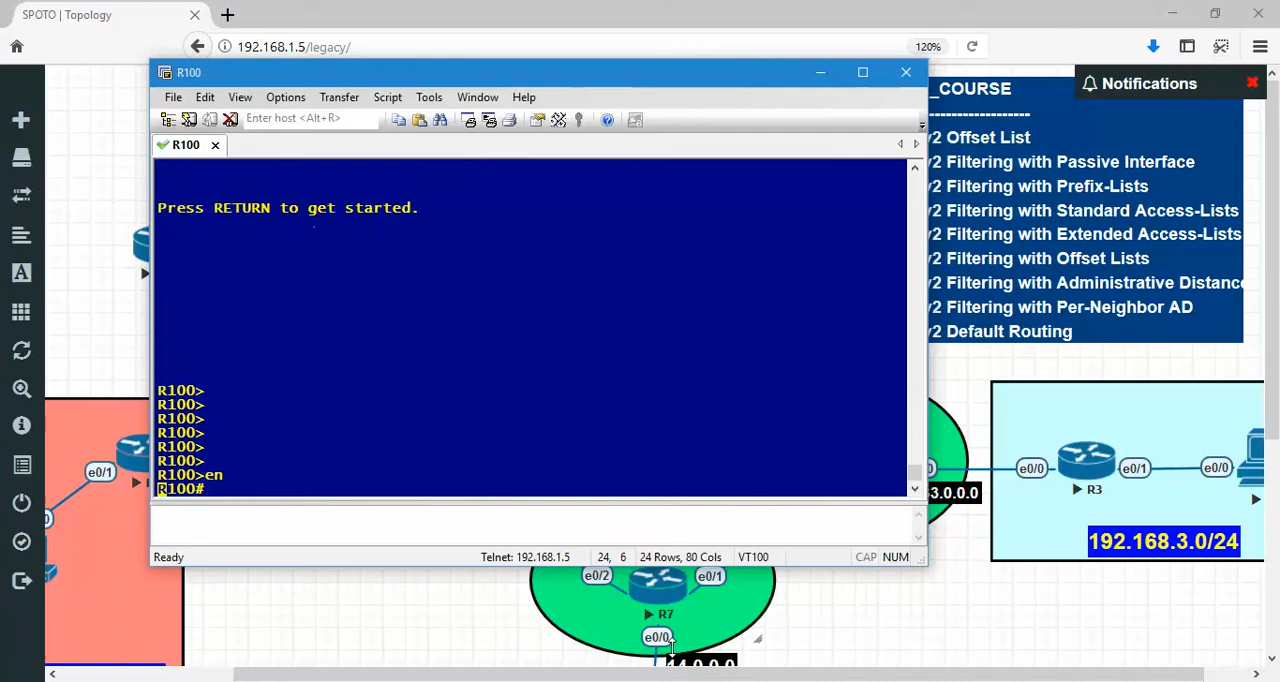 SPOTO | Topology
192.168.1.5/legacy/
120%
R100
File Edit View Options Transfer Script Tools Window Help
Enter host <Alt+R>
R100
Press RETURN to get started.
R100>
R100>
R100>
R100>
R100>
R100>
R100>en
R100#
Ready
Telnet: 192.168.1.5
24, 6
24 Rows, 80 Cols
VT100
CAP
NUM
Notifications
_COURSE
-----------------
v2 Offset List
v2 Filtering with Passive Interface
v2 Filtering with Prefix-Lists
v2 Filtering with Standard Access-Lists
v2 Filtering with Extended Access-Lists
v2 Filtering with Offset Lists
v2 Filtering with Administrative Distance
v2 Filtering with Per-Neighbor AD
v2 Default Routing
e0/1
e0/0
e0/1
e0/0
R3
33.0.0.0
192.168.3.0/24
e0/2
e0/1
R7
e0/0
14.0.0.0